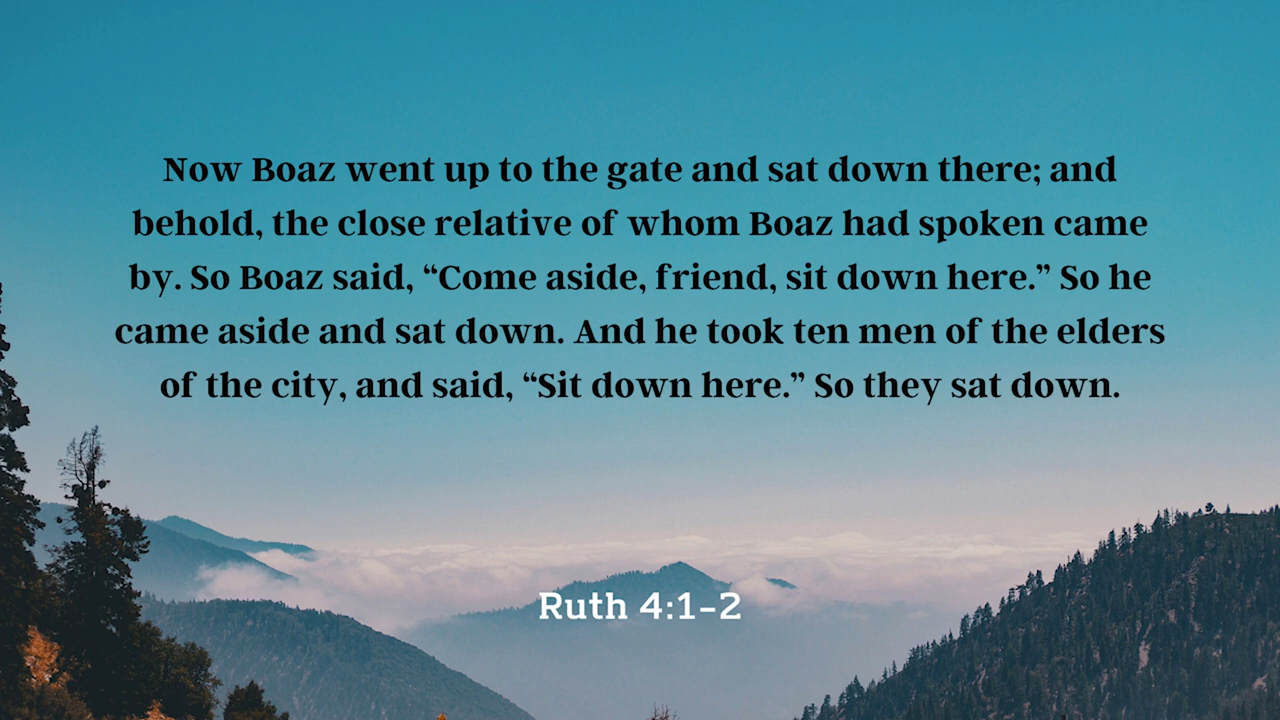 Now Boaz went up to the gate and sat down there; and
behold, the close relative of whom Boaz had spoken came
by. So Boaz said, “Come aside, friend, sit down here.” So he
came aside and sat down. And he took ten men of the elders
of the city, and said, “Sit down here.” So they sat down.
Ruth 4:1-2